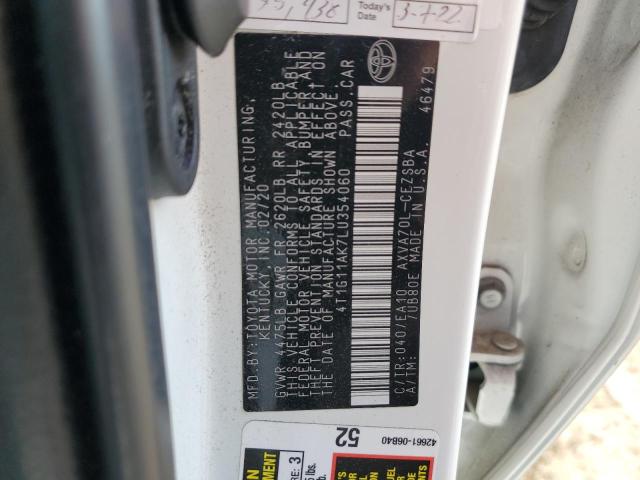 Today's
Date 3-1-22
MFD.BY:TOYOTA MOTOR MANUFACTURING,
KENTUCKY, INC. 02/20
GVWR 4475LB GAWR FR 2620LB RR 2420LB
THIS VEHICLE CONFORMS TO ALL APPLICABLE
FEDERAL MOTOR VEHICLE SAFETY, BUMPER AND
THEFT PREVENTION STANDARDS IN EFFECT ON
THE DATE OF MANUFACTURE SHOWN ABOVE.
4T1G11AK7LU354060 PASS.CAR
C/TR:040/EA10 AXVA70L-CEZSBA
A/TM: /UB80E MADE IN U.S.A. 46479
52
42661-06B40